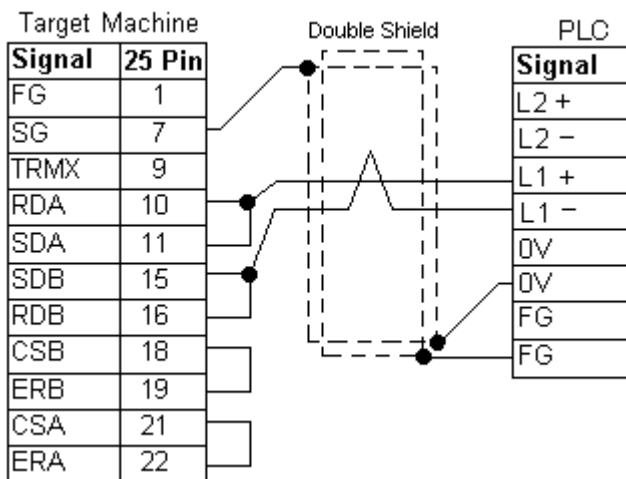 Target Machine
Signal 25 Pin
FG 1
SG 7
TRMX 9
RDA 10
SDA 11
SDB 15
RDB 16
CSB 18
ERB 19
CSA 21
ERA 22
Double Shield
PLC
Signal
L2 +
L2 −
L1 +
L1 −
0V
0V
FG
FG